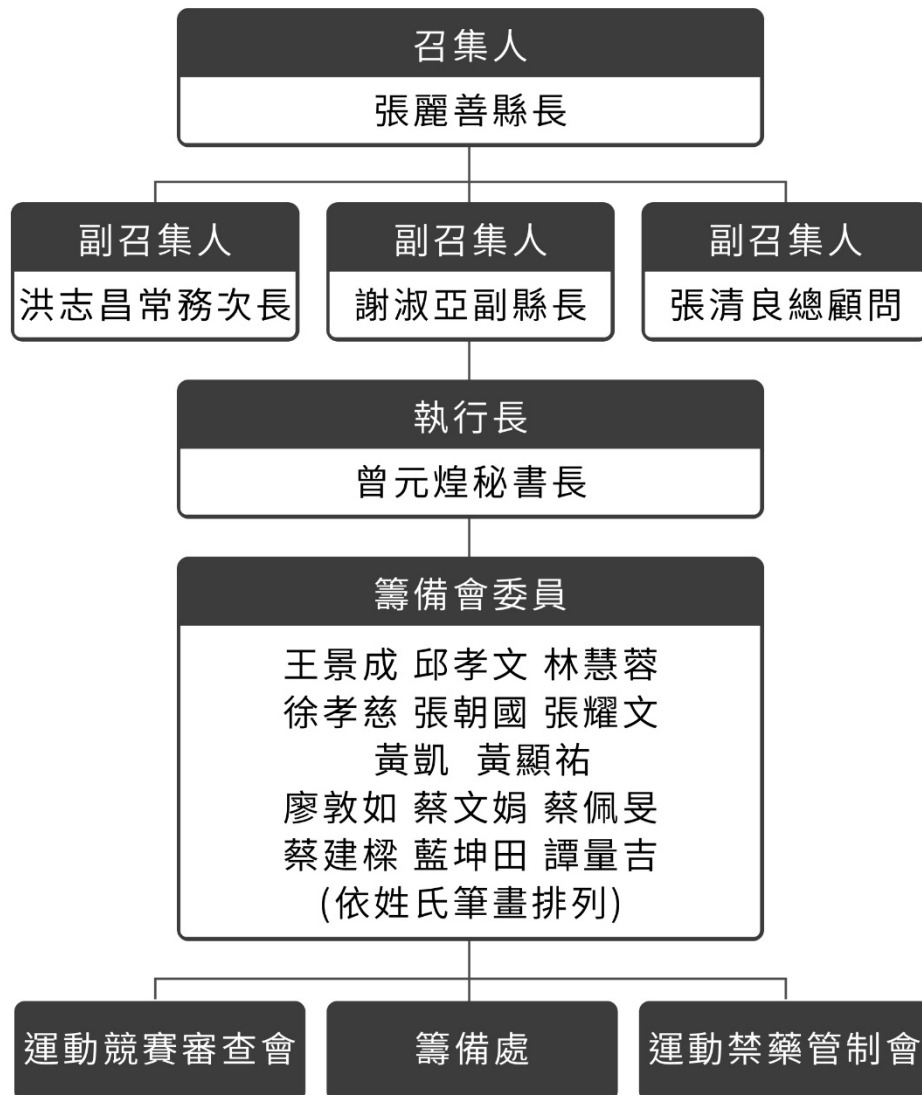 召集人
張麗善縣長
副召集人
洪志昌常務次長
副召集人
謝淑亞副縣長
副召集人
張清良總顧問
執行長
曾元煌秘書長
籌備會委員
王景成 邱孝文 林慧蓉
徐孝慈 張朝國 張耀文
黃凱 黃顯祐
廖敦如 蔡文娟 蔡佩旻
蔡建樑 藍坤田 譚量吉
(依姓氏筆畫排列)
運動競賽審查會
籌備處
運動禁藥管制會